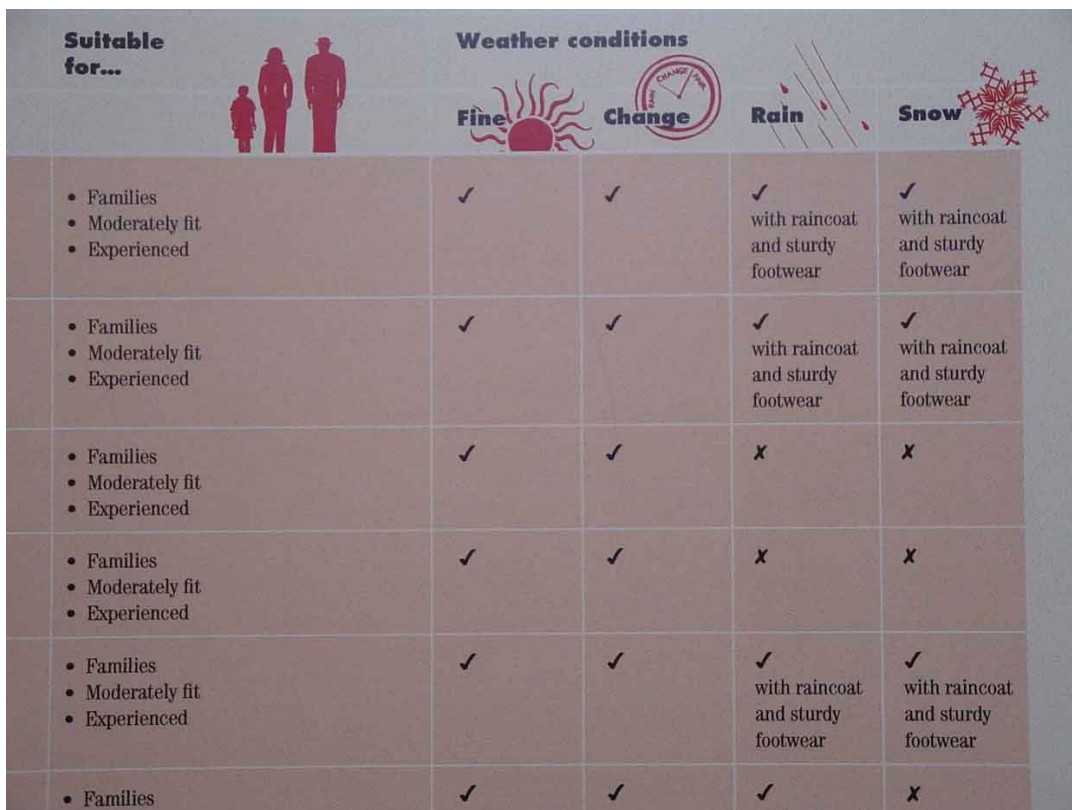 Suitable
for...
Weather conditions
Fine
Change
RAIN CHANGE FINE
Rain
Snow
• Families
• Moderately fit
• Experienced
✓
✓
✓
with raincoat
and sturdy
footwear
✓
with raincoat
and sturdy
footwear
• Families
• Moderately fit
• Experienced
✓
✓
✓
with raincoat
and sturdy
footwear
✓
with raincoat
and sturdy
footwear
• Families
• Moderately fit
• Experienced
✓
✓
✗
✗
• Families
• Moderately fit
• Experienced
✓
✓
✗
✗
• Families
• Moderately fit
• Experienced
✓
✓
✓
with raincoat
and sturdy
footwear
✓
with raincoat
and sturdy
footwear
• Families
✓
✓
✓
✗